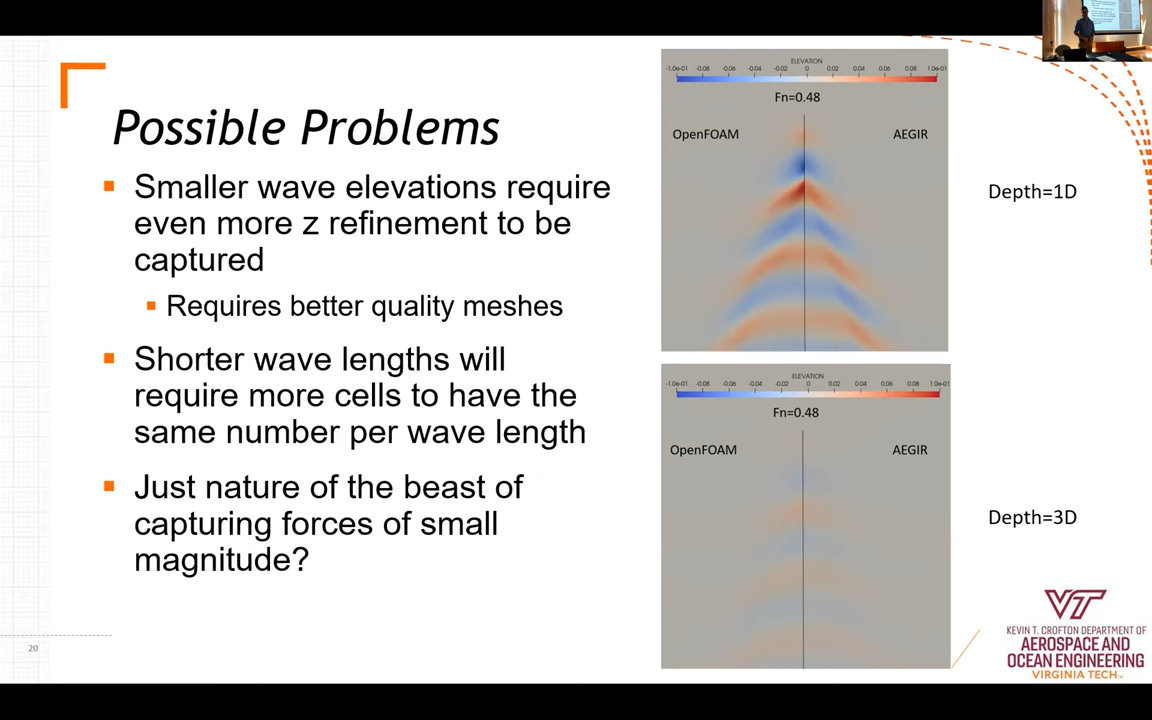 Possible Problems
▪ Smaller wave elevations require
even more z refinement to be
captured
▪ Requires better quality meshes
▪ Shorter wave lengths will
require more cells to have the
same number per wave length
▪ Just nature of the beast of
capturing forces of small
magnitude?
20
ELEVATION
-1.0e-01 -0.08 -0.06 -0.04 -0.02 0 0.02 0.04 0.06 0.08 1.0e-01
Fn=0.48
OpenFOAM AEGIR
Depth=1D
ELEVATION
-1.0e-01 -0.08 -0.06 -0.04 -0.02 0 0.02 0.04 0.06 0.08 1.0e-01
Fn=0.48
OpenFOAM AEGIR
Depth=3D
VT
KEVIN T. CROFTON DEPARTMENT OF
AEROSPACE AND
OCEAN ENGINEERING
VIRGINIA TECH